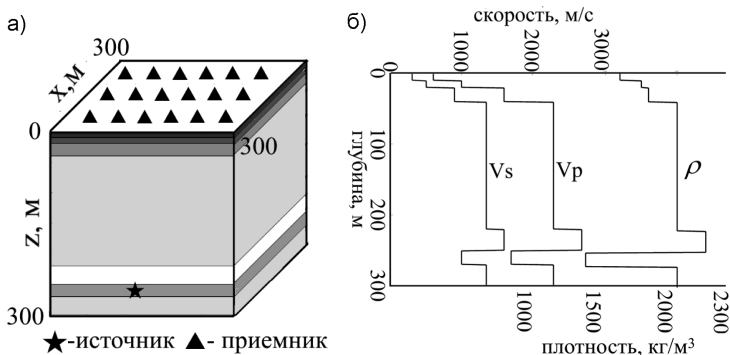 а)
300
х,м
0
300
z, м
300
-источник
- приемник
б)
скорость, м/с
0
1000
2000
3000
0
100
200
300
глубина, м
Vs
Vp
ρ
1000
1500
2000
2300
плотность, кг/м³